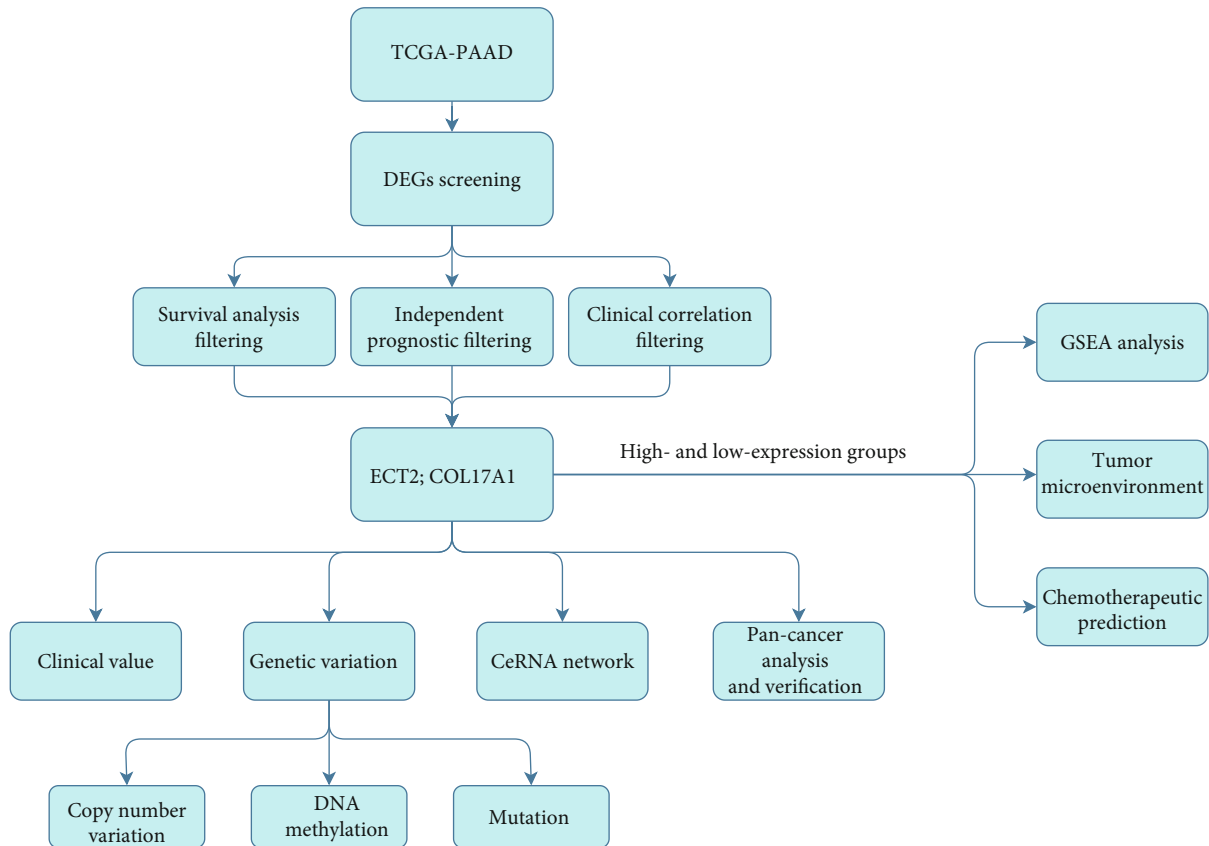 TCGA-PAAD
DEGs screening
Survival analysis
filtering
Independent
prognostic filtering
Clinical correlation
filtering
ECT2; COL17A1
High- and low-expression groups
GSEA analysis
Tumor
microenvironment
Chemotherapeutic
prediction
Clinical value
Genetic variation
CeRNA network
Pan-cancer
analysis
and verification
Copy number
variation
DNA
methylation
Mutation